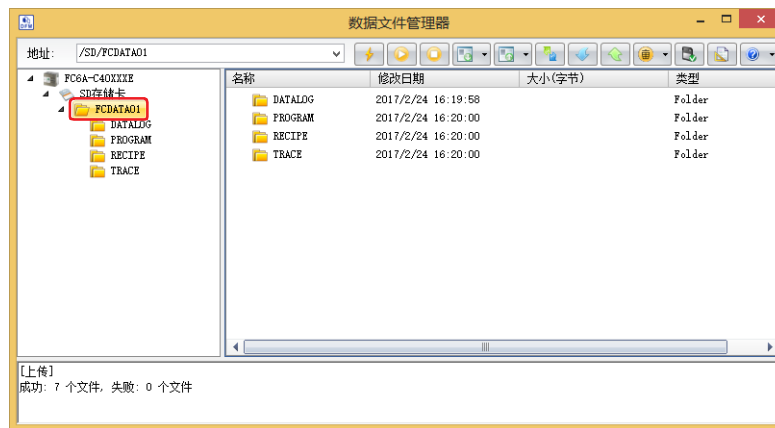 数据文件管理器
地址: /SD/FCDATA01
FC6A-C40XXXE
SD存储卡
FCDATA01
DATALOG
PROGRAM
RECIPE
TRACE
名称 修改日期 大小(字节) 类型
DATALOG 2017/2/24 16:19:58 Folder
PROGRAM 2017/2/24 16:20:00 Folder
RECIPE 2017/2/24 16:20:00 Folder
TRACE 2017/2/24 16:20:00 Folder
[上传]
成功: 7 个文件, 失败: 0 个文件